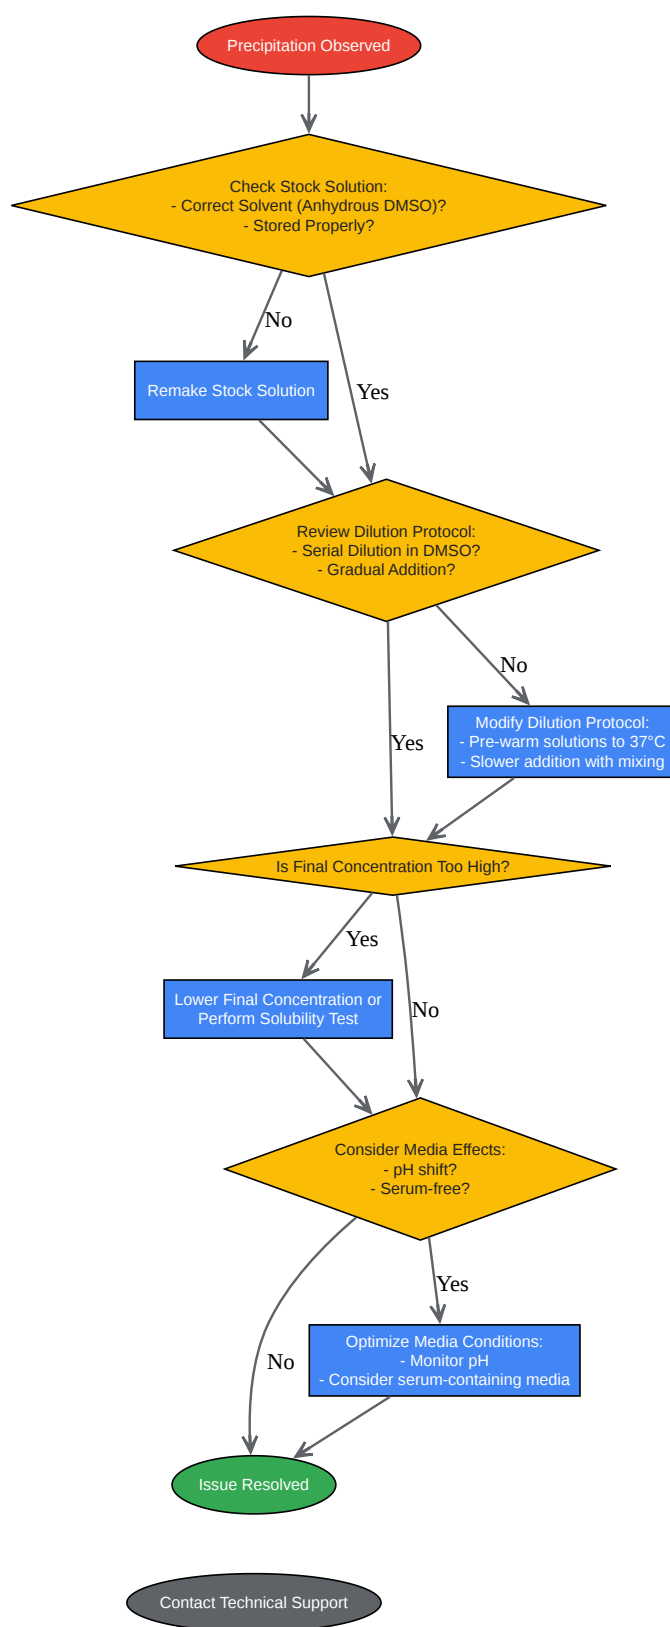 Precipitation Observed
Check Stock Solution:
- Correct Solvent (Anhydrous DMSO)?
- Stored Properly?
No
Yes
Remake Stock Solution
Review Dilution Protocol:
- Serial Dilution in DMSO?
- Gradual Addition?
No
Yes
Modify Dilution Protocol:
- Pre-warm solutions to 37°C
- Slower addition with mixing
Is Final Concentration Too High?
Yes
No
Lower Final Concentration or
Perform Solubility Test
Consider Media Effects:
- pH shift?
- Serum-free?
Yes
No
Optimize Media Conditions:
- Monitor pH
- Consider serum-containing media
Issue Resolved
Contact Technical Support